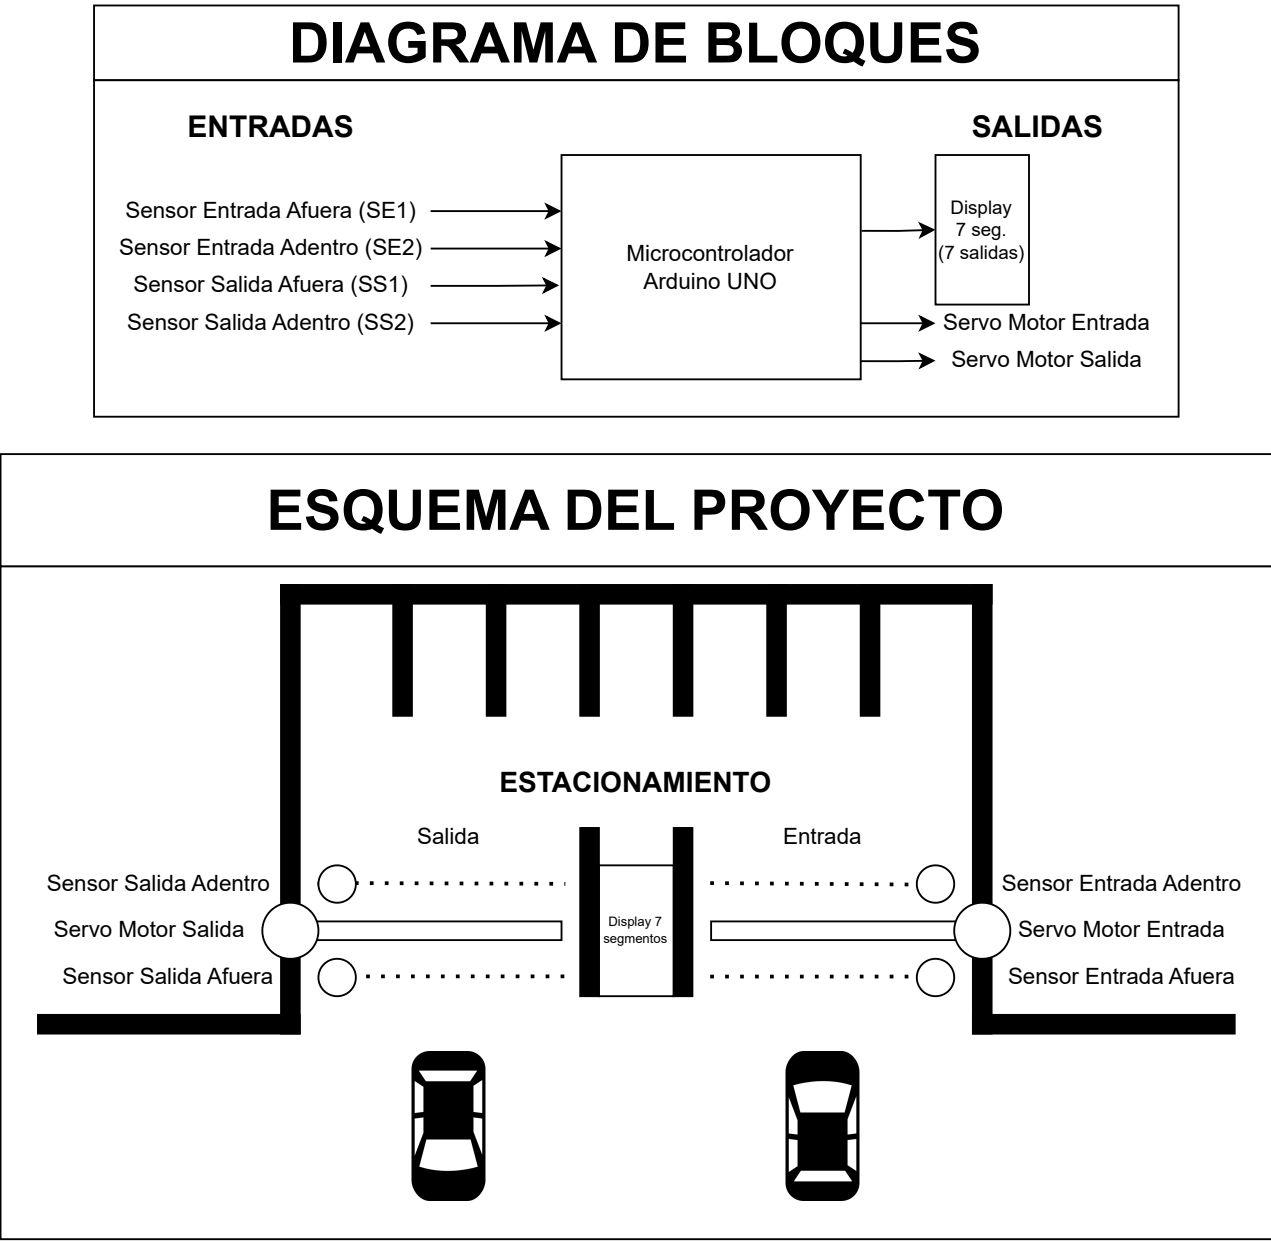 DIAGRAMA DE BLOQUES
ENTRADAS
SALIDAS
Sensor Entrada Afuera (SE1)
Sensor Entrada Adentro (SE2)
Sensor Salida Afuera (SS1)
Sensor Salida Adentro (SS2)
Microcontrolador
Arduino UNO
Display
7 seg.
(7 salidas)
Servo Motor Entrada
Servo Motor Salida
ESQUEMA DEL PROYECTO
ESTACIONAMIENTO
Salida
Entrada
Sensor Salida Adentro
Servo Motor Salida
Sensor Salida Afuera
Display 7
segmentos
Sensor Entrada Adentro
Servo Motor Entrada
Sensor Entrada Afuera